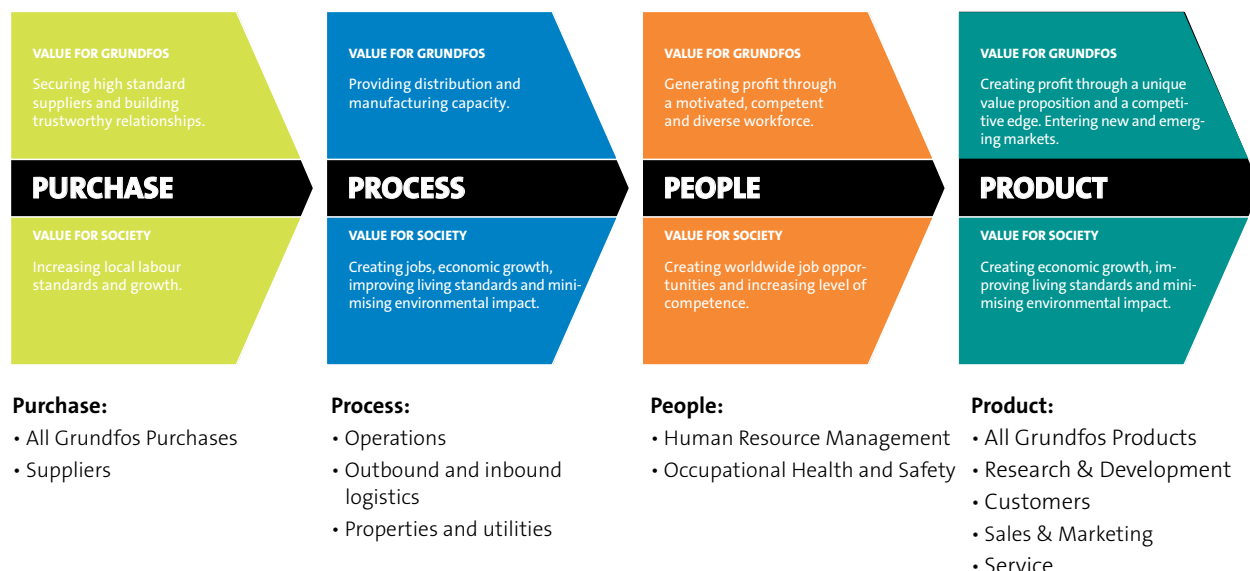 VALUE FOR GRUNDFOS
Securing high standard
suppliers and building
trustworthy relationships.
PURCHASE
VALUE FOR SOCIETY
Increasing local labour
standards and growth.
VALUE FOR GRUNDFOS
Providing distribution and
manufacturing capacity.
PROCESS
VALUE FOR SOCIETY
Creating jobs, economic growth,
improving living standards and mini-
mising environmental impact.
VALUE FOR GRUNDFOS
Generating profit through
a motivated, competent
and diverse workforce.
PEOPLE
VALUE FOR SOCIETY
Creating worldwide job oppor-
tunities and increasing level of
competence.
VALUE FOR GRUNDFOS
Creating profit through a unique
value proposition and a competi-
tive edge. Entering new and emerg-
ing markets.
PRODUCT
VALUE FOR SOCIETY
Creating economic growth, im-
proving living standards and mini-
mising environmental impact.
Purchase:
• All Grundfos Purchases
• Suppliers
Process:
• Operations
• Outbound and inbound
logistics
• Properties and utilities
People:
• Human Resource Management
• Occupational Health and Safety
Product:
• All Grundfos Products
• Research & Development
• Customers
• Sales & Marketing
• Service